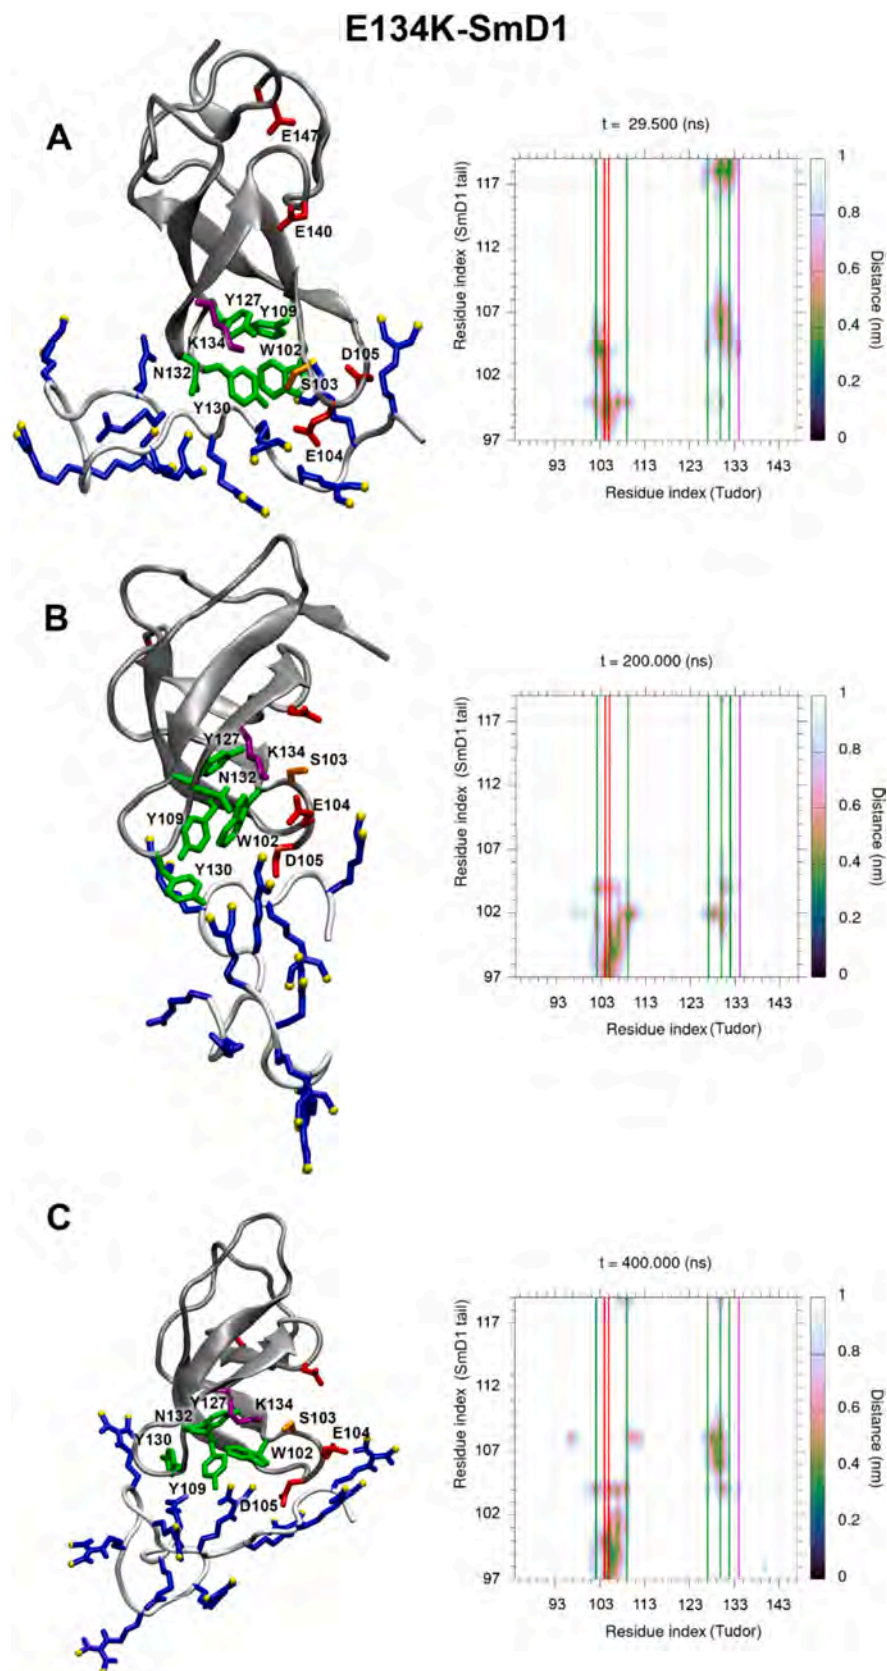 E134K-SmD1
A
E147
E140
Y127
Y109
K134
W102
N132
D105
S103
Y130
E104
t = 29.500 (ns)
Residue index (SmD1 tail)
117
112
107
102
97
93 103 113 123 133 143
Residue index (Tudor)
1
0.8
0.6
0.4
0.2
0
Distance (nm)
B
Y127
K134
S103
N132
E104
Y109
W102
D105
Y130
t = 200.000 (ns)
Residue index (SmD1 tail)
117
112
107
102
97
93 103 113 123 133 143
Residue index (Tudor)
1
0.8
0.6
0.4
0.2
0
Distance (nm)
C
Y127
K134
N132
S103
Y130
E104
W102
Y109
D105
t = 400.000 (ns)
Residue index (SmD1 tail)
117
112
107
102
97
93 103 113 123 133 143
Residue index (Tudor)
1
0.8
0.6
0.4
0.2
0
Distance (nm)